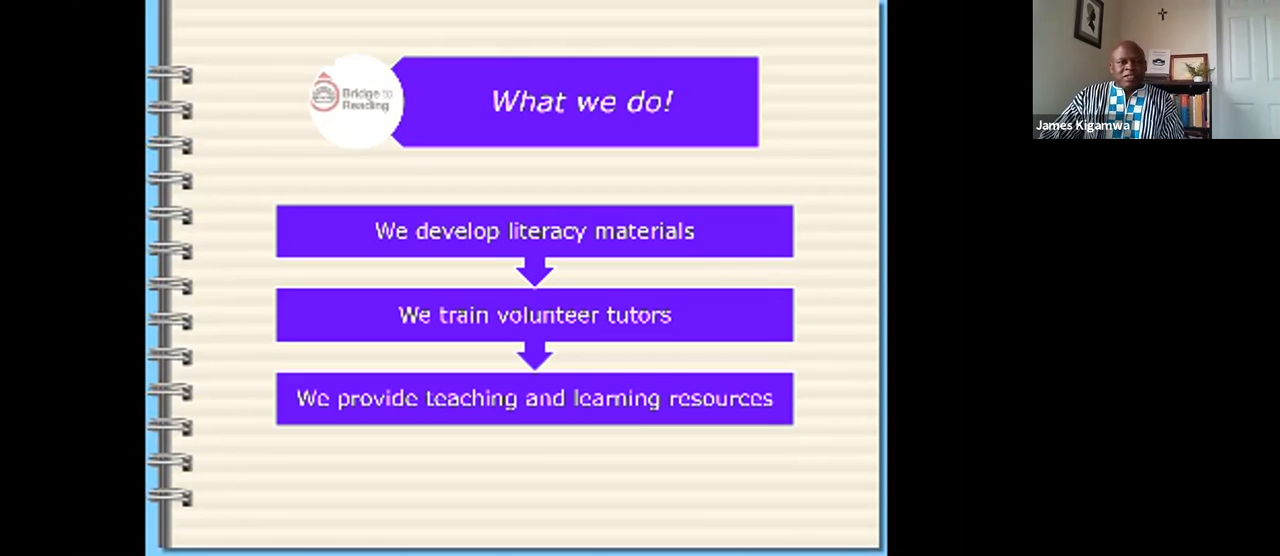 What we do!
Bridge to
Reading
James Kigamwa
We develop literacy materials
We train volunteer tutors
We provide teaching and learning resources